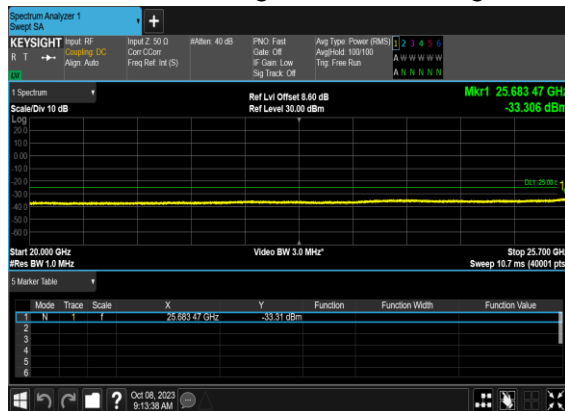 Spectrum Analyzer 1
Swept SA
+
KEYSIGHT Input: RF Input Z: 50 Ω #Atten: 40 dB PNO: Fast Avg Type: Power (RMS) 1 2 3 4 5 6
R T Coupling: DC Corr CCorr Gate: Off Avg|Hold: 100/100 A W W W W W
Align: Auto Freq Ref: Int (S) IF Gain: Low Trig: Free Run
Sig Track: Off A N N N N N
LXI
1 Spectrum Ref Lvl Offset 8.60 dB Mkr1 25.683 47 GHz
Scale/Div 10 dB Ref Level 30.00 dBm -33.306 dBm
Log
20.0
10.0
0.00
-10.0
-20.0
DL1 -25.00 1
-30.0
-40.0
-50.0
-60.0
Start 20.000 GHz Video BW 3.0 MHz* Stop 25.700 GHz
#Res BW 1.0 MHz Sweep 10.7 ms (40001 pts
5 Marker Table
Mode Trace Scale X Y Function Function Width Function Value
1 N 1 f 25.683 47 GHz -33.31 dBm
2
3
4
5
6
? Oct 08, 2023
9:13:38 AM